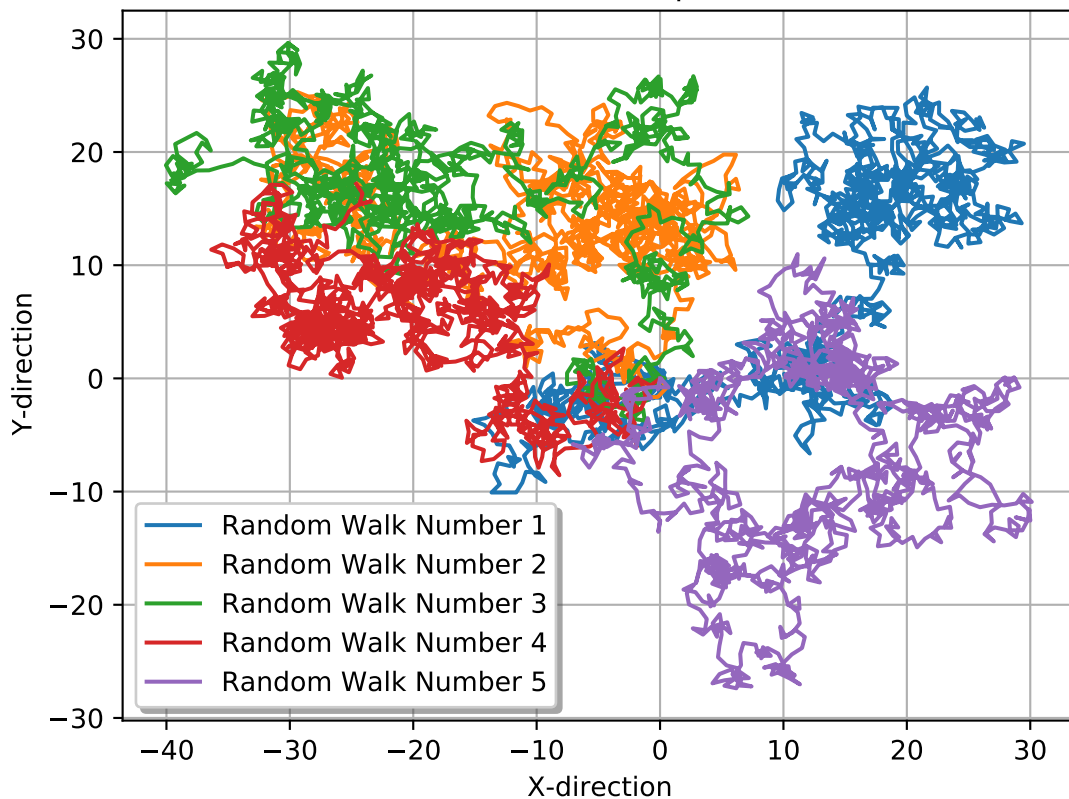 30
20
10
0
−10
−20
−30
Y-direction
Random Walk Number 1
Random Walk Number 2
Random Walk Number 3
Random Walk Number 4
Random Walk Number 5
−40 −30 −20 −10 0 10 20 30
X-direction